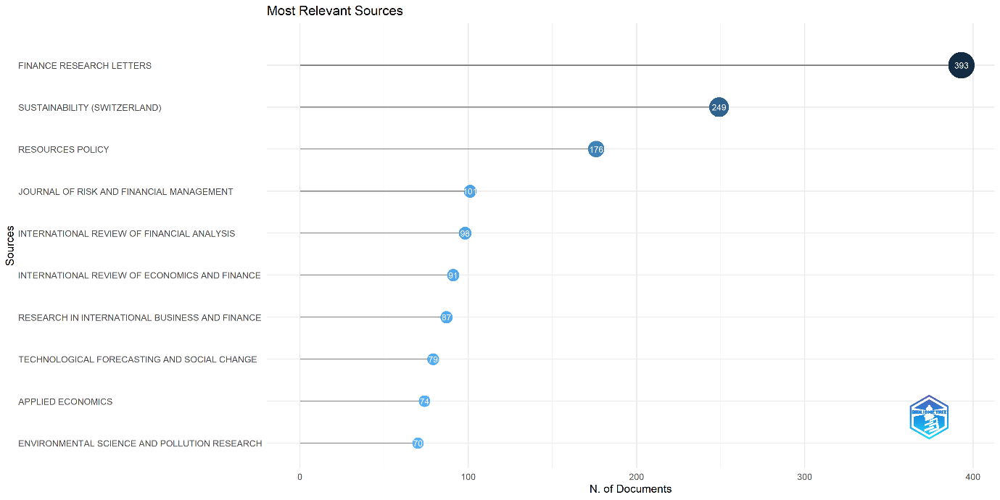 Most Relevant Sources
FINANCE RESEARCH LETTERS
393
SUSTAINABILITY (SWITZERLAND)
249
RESOURCES POLICY
176
JOURNAL OF RISK AND FINANCIAL MANAGEMENT
101
INTERNATIONAL REVIEW OF FINANCIAL ANALYSIS
98
INTERNATIONAL REVIEW OF ECONOMICS AND FINANCE
91
RESEARCH IN INTERNATIONAL BUSINESS AND FINANCE
87
TECHNOLOGICAL FORECASTING AND SOCIAL CHANGE
79
APPLIED ECONOMICS
74
ENVIRONMENTAL SCIENCE AND POLLUTION RESEARCH
70
Sources
BIBLIOMETRIX
0 100 200 300 400
N. of Documents